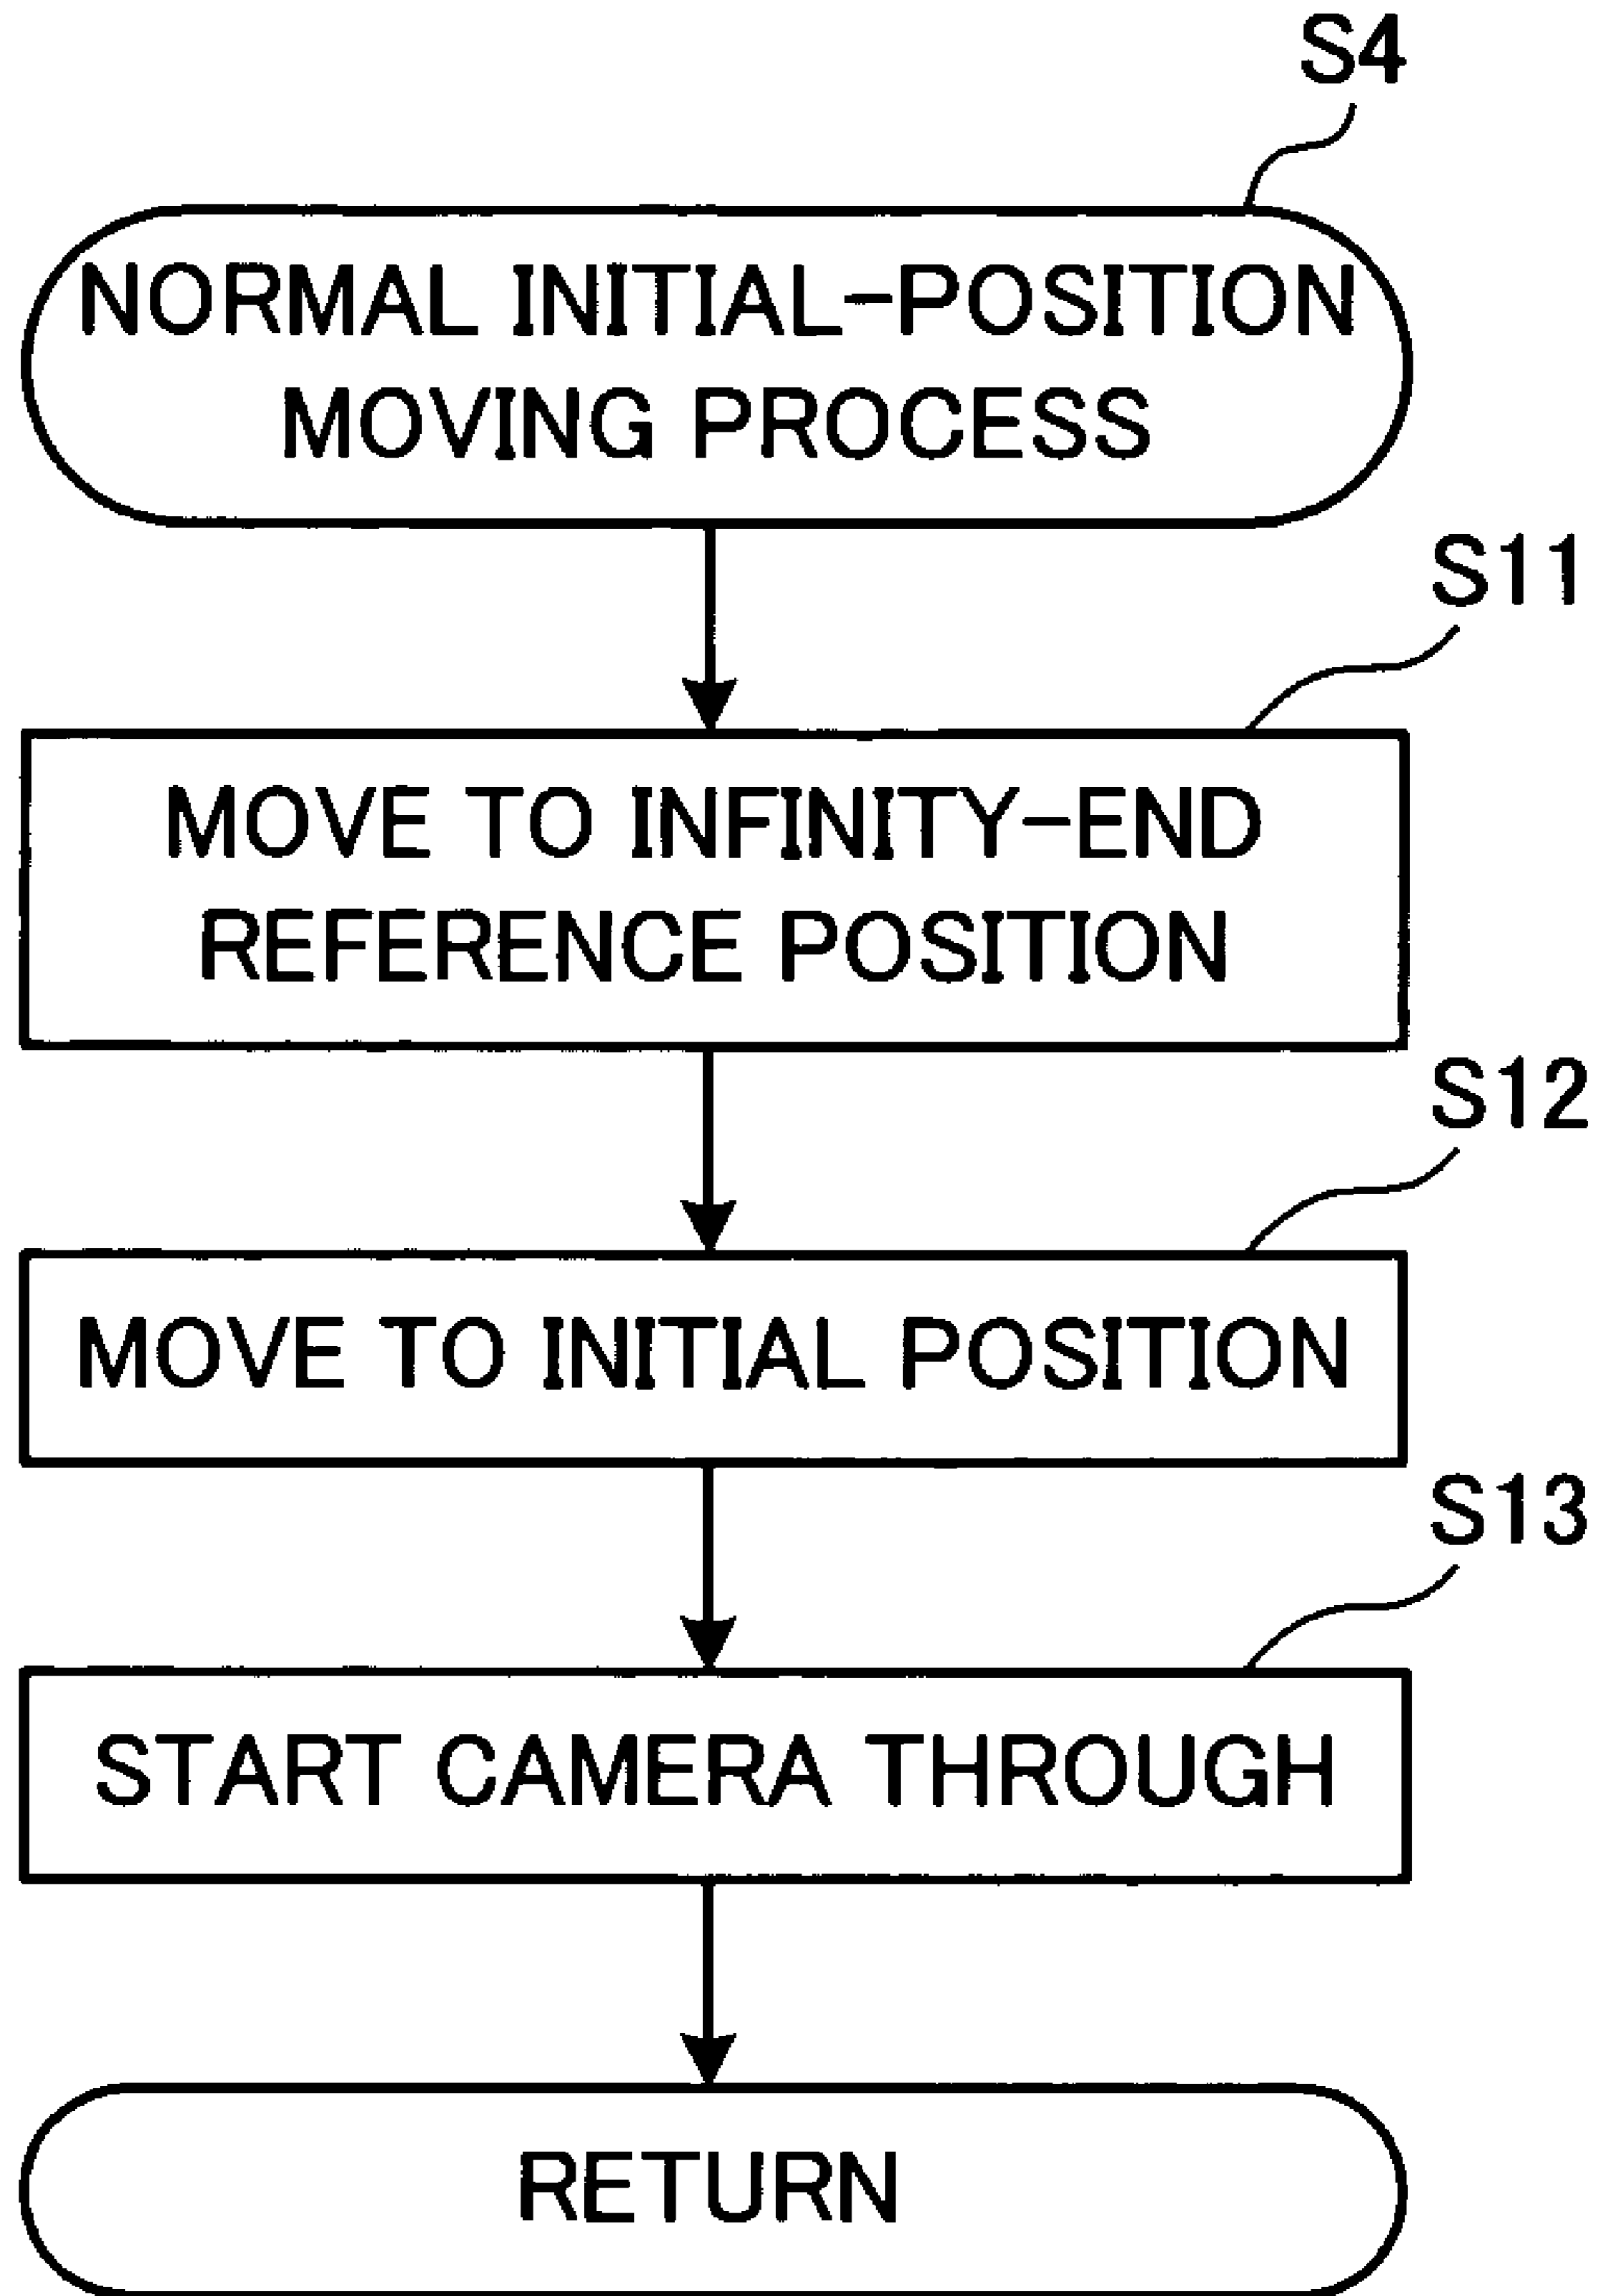 S4
NORMAL INITIAL-POSITION
MOVING PROCESS
S11
MOVE TO INFINITY-END
REFERENCE POSITION
S12
MOVE TO INITIAL POSITION
S13
START CAMERA THROUGH
RETURN